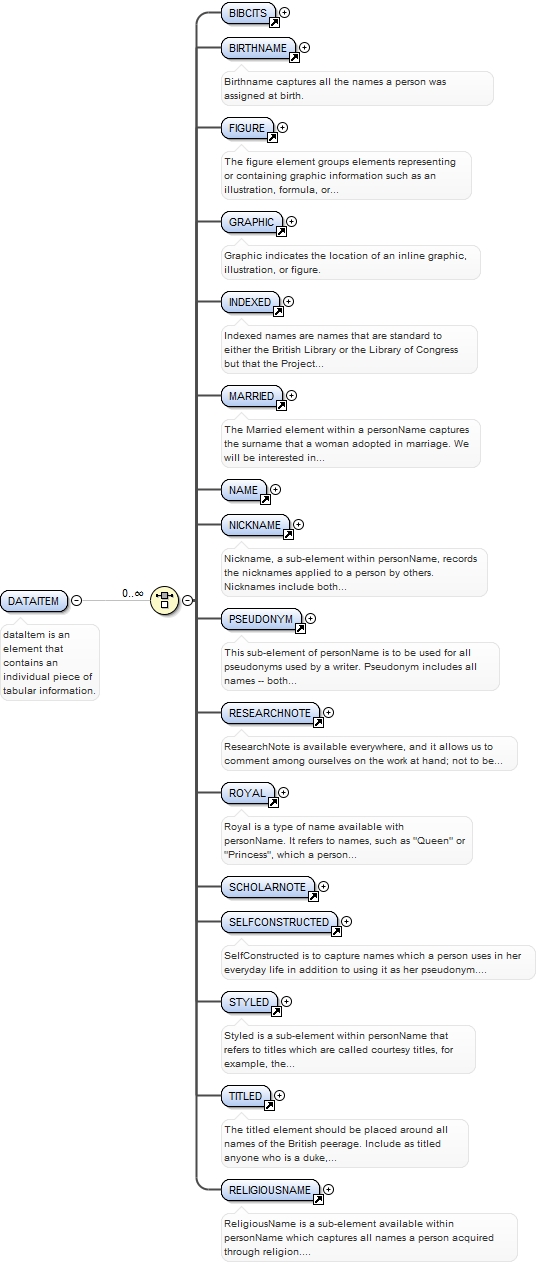 BIBCITS
BIRTHNAME
Birthname captures all the names a person was
assigned at birth.
FIGURE
The figure element groups elements representing
or containing graphic information such as an
illustration, formula, or...
GRAPHIC
Graphic indicates the location of an inline graphic,
illustration, or figure.
INDEXED
Indexed names are names that are standard to
either the British Library or the Library of Congress
but that the Project...
MARRIED
The Married element within a personName captures
the surname that a woman adopted in marriage. We
will be interested in...
NAME
NICKNAME
Nickname, a sub-element within personName, records
the nicknames applied to a person by others.
Nicknames include both...
DATAITEM
0..∞
dataItem is an
element that
contains an
individual piece of
tabular information.
PSEUDONYM
This sub-element of personName is to be used for all
pseudonyms used by a writer. Pseudonym includes all
names -- both...
RESEARCHNOTE
ResearchNote is available everywhere, and it allows us to
comment among ourselves on the work at hand; not to be...
ROYAL
Royal is a type of name available with
personName. It refers to names, such as "Queen" or
"Princess", which a person...
SCHOLARNOTE
SELFCONSTRUCTED
SelfConstructed is to capture names which a person uses in her
everyday life in addition to using it as her pseudonym....
STYLED
Styled is a sub-element within personName that
refers to titles which are called courtesy titles, for
example, the...
TITLED
The titled element should be placed around all
names of the British peerage. Include as titled
anyone who is a duke,...
RELIGIOUSNAME
ReligiousName is a sub-element available within
personName which captures all names a person acquired
through religion....